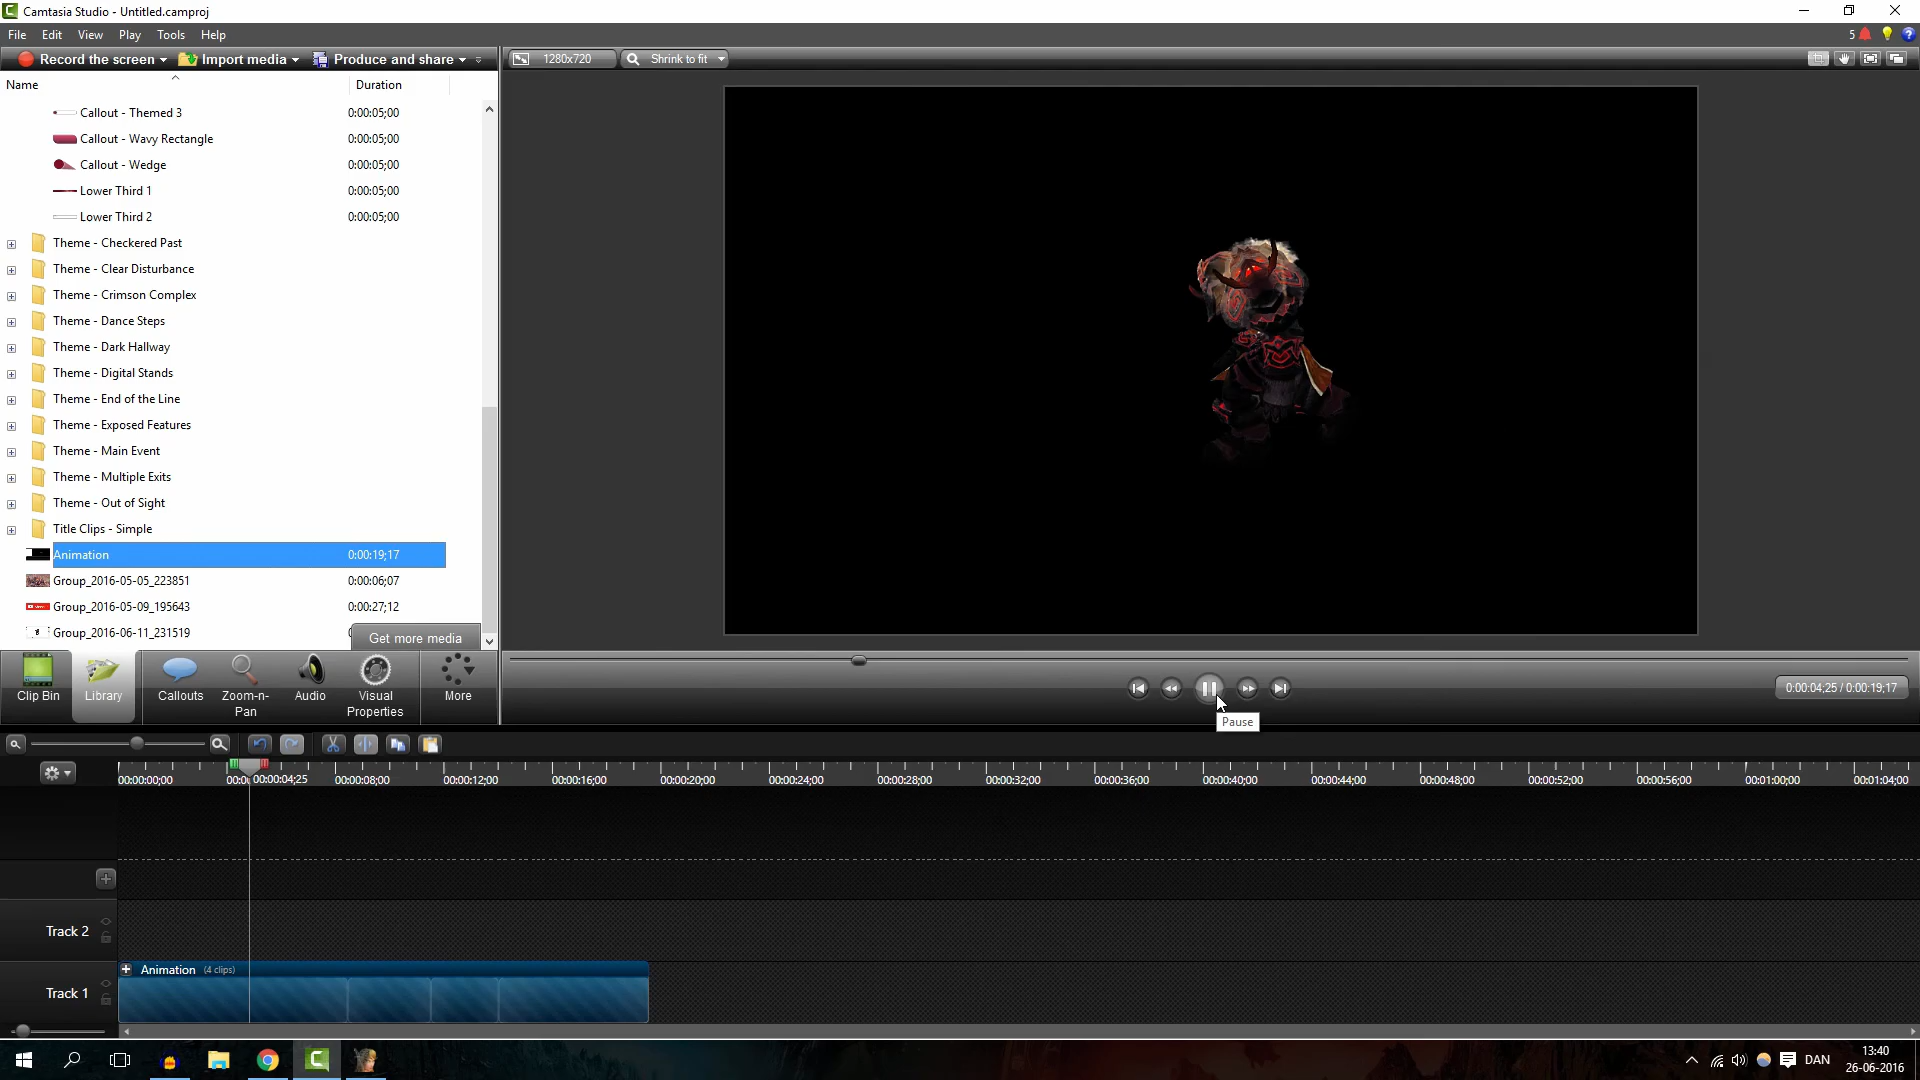 Camtasia Studio - Untitled.camproj
File Edit View Play Tools Help
5
Record the screen Import media Produce and share
1280x720 Shrink to fit
Name Duration
Callout - Themed 3 0:00:05;00
Callout - Wavy Rectangle 0:00:05;00
Callout - Wedge 0:00:05;00
Lower Third 1 0:00:05;00
Lower Third 2 0:00:05;00
Theme - Checkered Past
Theme - Clear Disturbance
Theme - Crimson Complex
Theme - Dance Steps
Theme - Dark Hallway
Theme - Digital Stands
Theme - End of the Line
Theme - Exposed Features
Theme - Main Event
Theme - Multiple Exits
Theme - Out of Sight
Title Clips - Simple
Animation 0:00:19;17
Group_2016-05-05_223851 0:00:06;07
Group_2016-05-09_195643 0:00:27;12
Group_2016-06-11_231519
Get more media
Clip Bin Library Callouts Zoom-n-Pan Audio Visual Properties More
0:00:04;25 / 0:00:19;17
Pause
00:00:00;00 00:00:04;25 00:00:08;00 00:00:12;00 00:00:16;00 00:00:20;00 00:00:24;00 00:00:28;00 00:00:32;00 00:00:36;00 00:00:40;00 00:00:44;00 00:00:48;00 00:00:52;00 00:00:56;00 00:01:00;00 00:01:04;00
Track 2
Animation (4 clips)
Track 1
DAN
13:40
26-06-2016